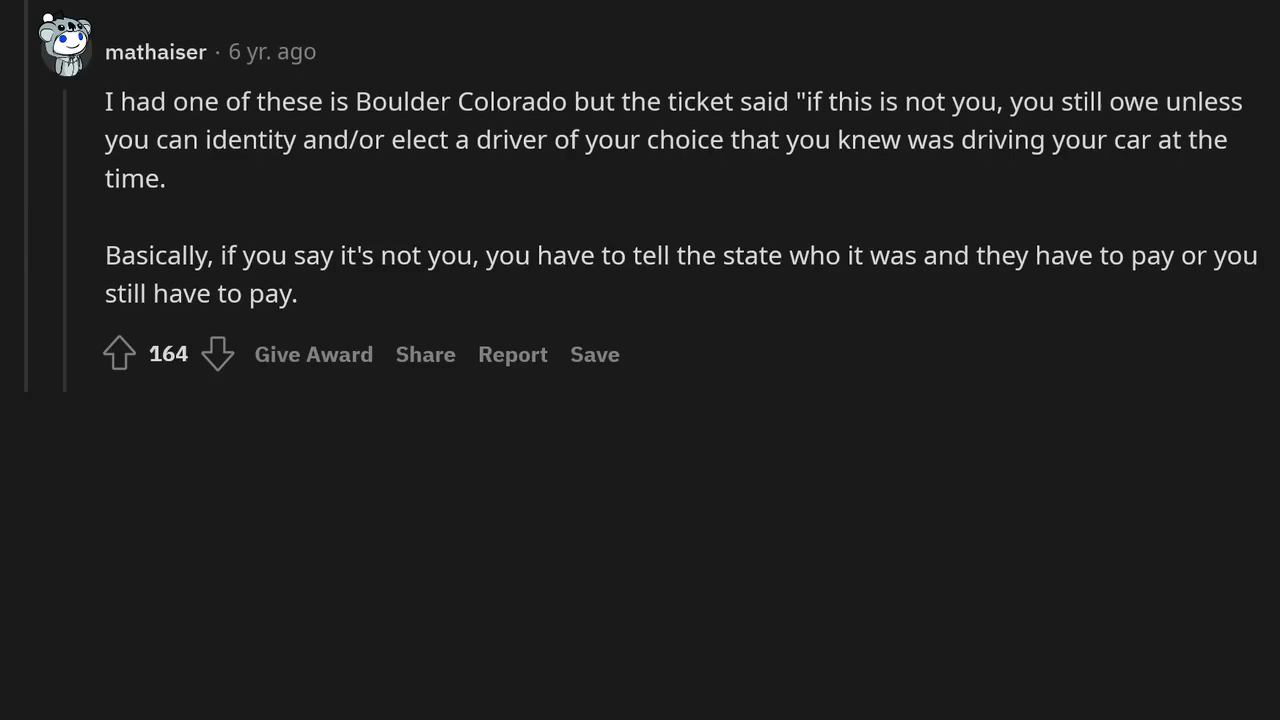 mathaiser · 6 yr. ago
I had one of these is Boulder Colorado but the ticket said "if this is not you, you still owe unless
you can identity and/or elect a driver of your choice that you knew was driving your car at the
time.
Basically, if you say it's not you, you have to tell the state who it was and they have to pay or you
still have to pay.
164 Give Award Share Report Save